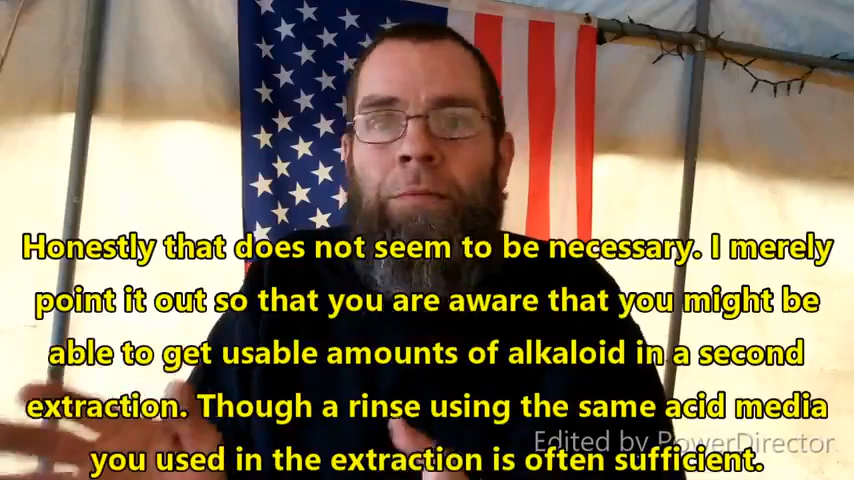 Honestly that does not seem to be necessary. I merely
point it out so that you are aware that you might be
able to get usable amounts of alkaloid in a second
extraction. Though a rinse using the same acid media
Edited by PowerDirector
you used in the extraction is often sufficient.